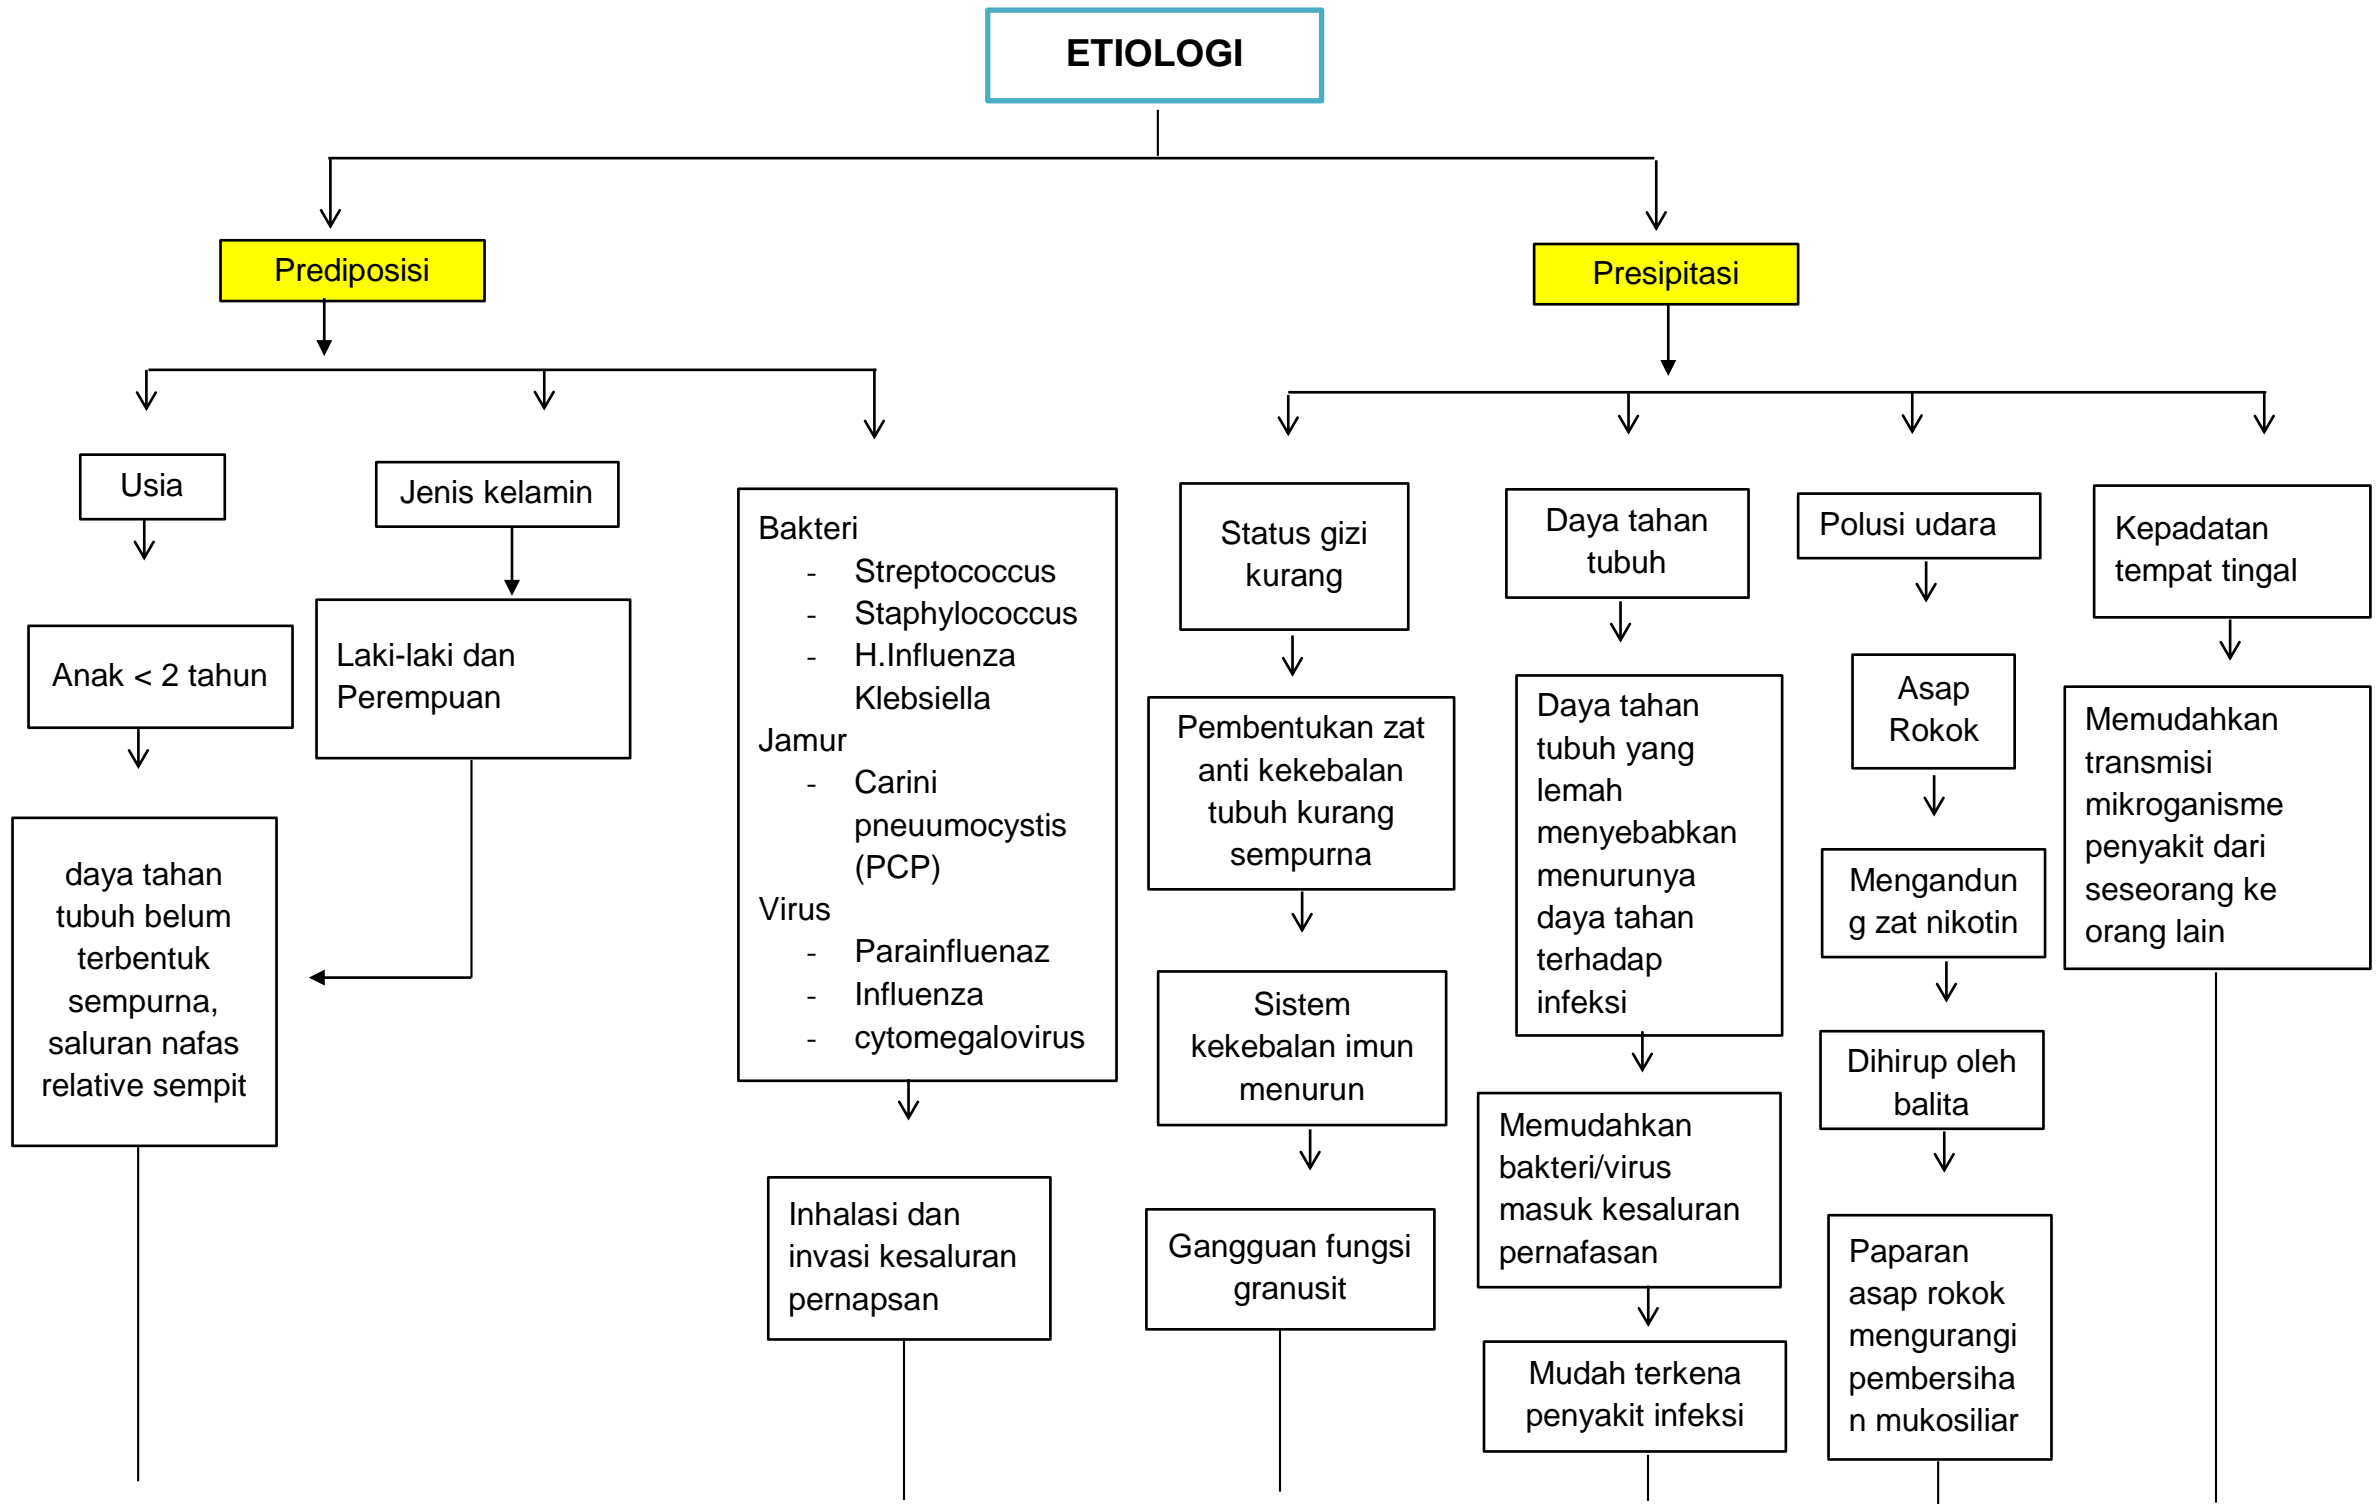 ETIOLOGI
Prediposisi
Presipitasi
Usia
Jenis kelamin
Bakteri
- Streptococcus
- Staphylococcus
- H.Influenza
Klebsiella
Jamur
- Carini
pneuumocystis
(PCP)
Virus
- Parainfluenaz
- Influenza
- cytomegalovirus
Status gizi
kurang
Daya tahan
tubuh
Polusi udara
Kepadatan
tempat tingal
Anak < 2 tahun
Laki-laki dan
Perempuan
Pembentukan zat
anti kekebalan
tubuh kurang
sempurna
Daya tahan
tubuh yang
lemah
menyebabkan
menurunya
daya tahan
terhadap
infeksi
Asap
Rokok
Memudahkan
transmisi
mikroganisme
penyakit dari
seseorang ke
orang lain
daya tahan
tubuh belum
terbentuk
sempurna,
saluran nafas
relative sempit
Mengandun
g zat nikotin
Sistem
kekebalan imun
menurun
Dihirup oleh
balita
Memudahkan
bakteri/virus
masuk kesaluran
pernafasan
Inhalasi dan
invasi kesaluran
pernapsan
Gangguan fungsi
granusit
Paparan
asap rokok
mengurangi
pembersiha
n mukosiliar
Mudah terkena
penyakit infeksi